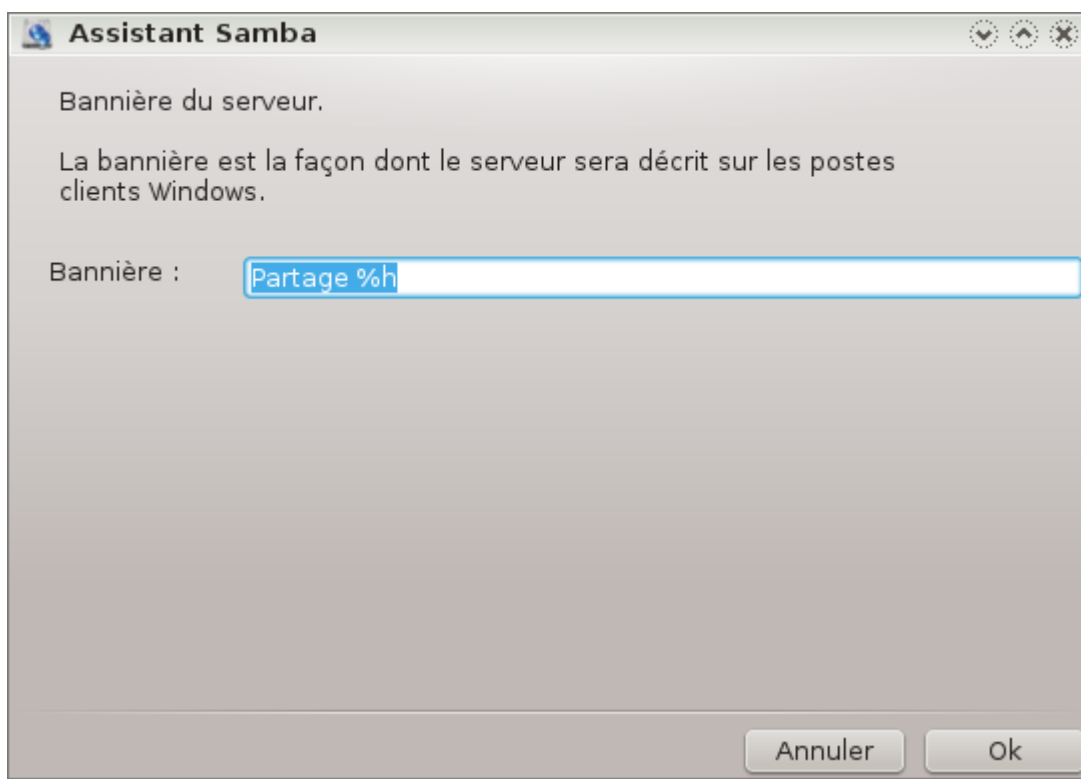 Assistant Samba
Bannière du serveur.
La bannière est la façon dont le serveur sera décrit sur les postes
clients Windows.
Bannière : Partage %h
Annuler Ok